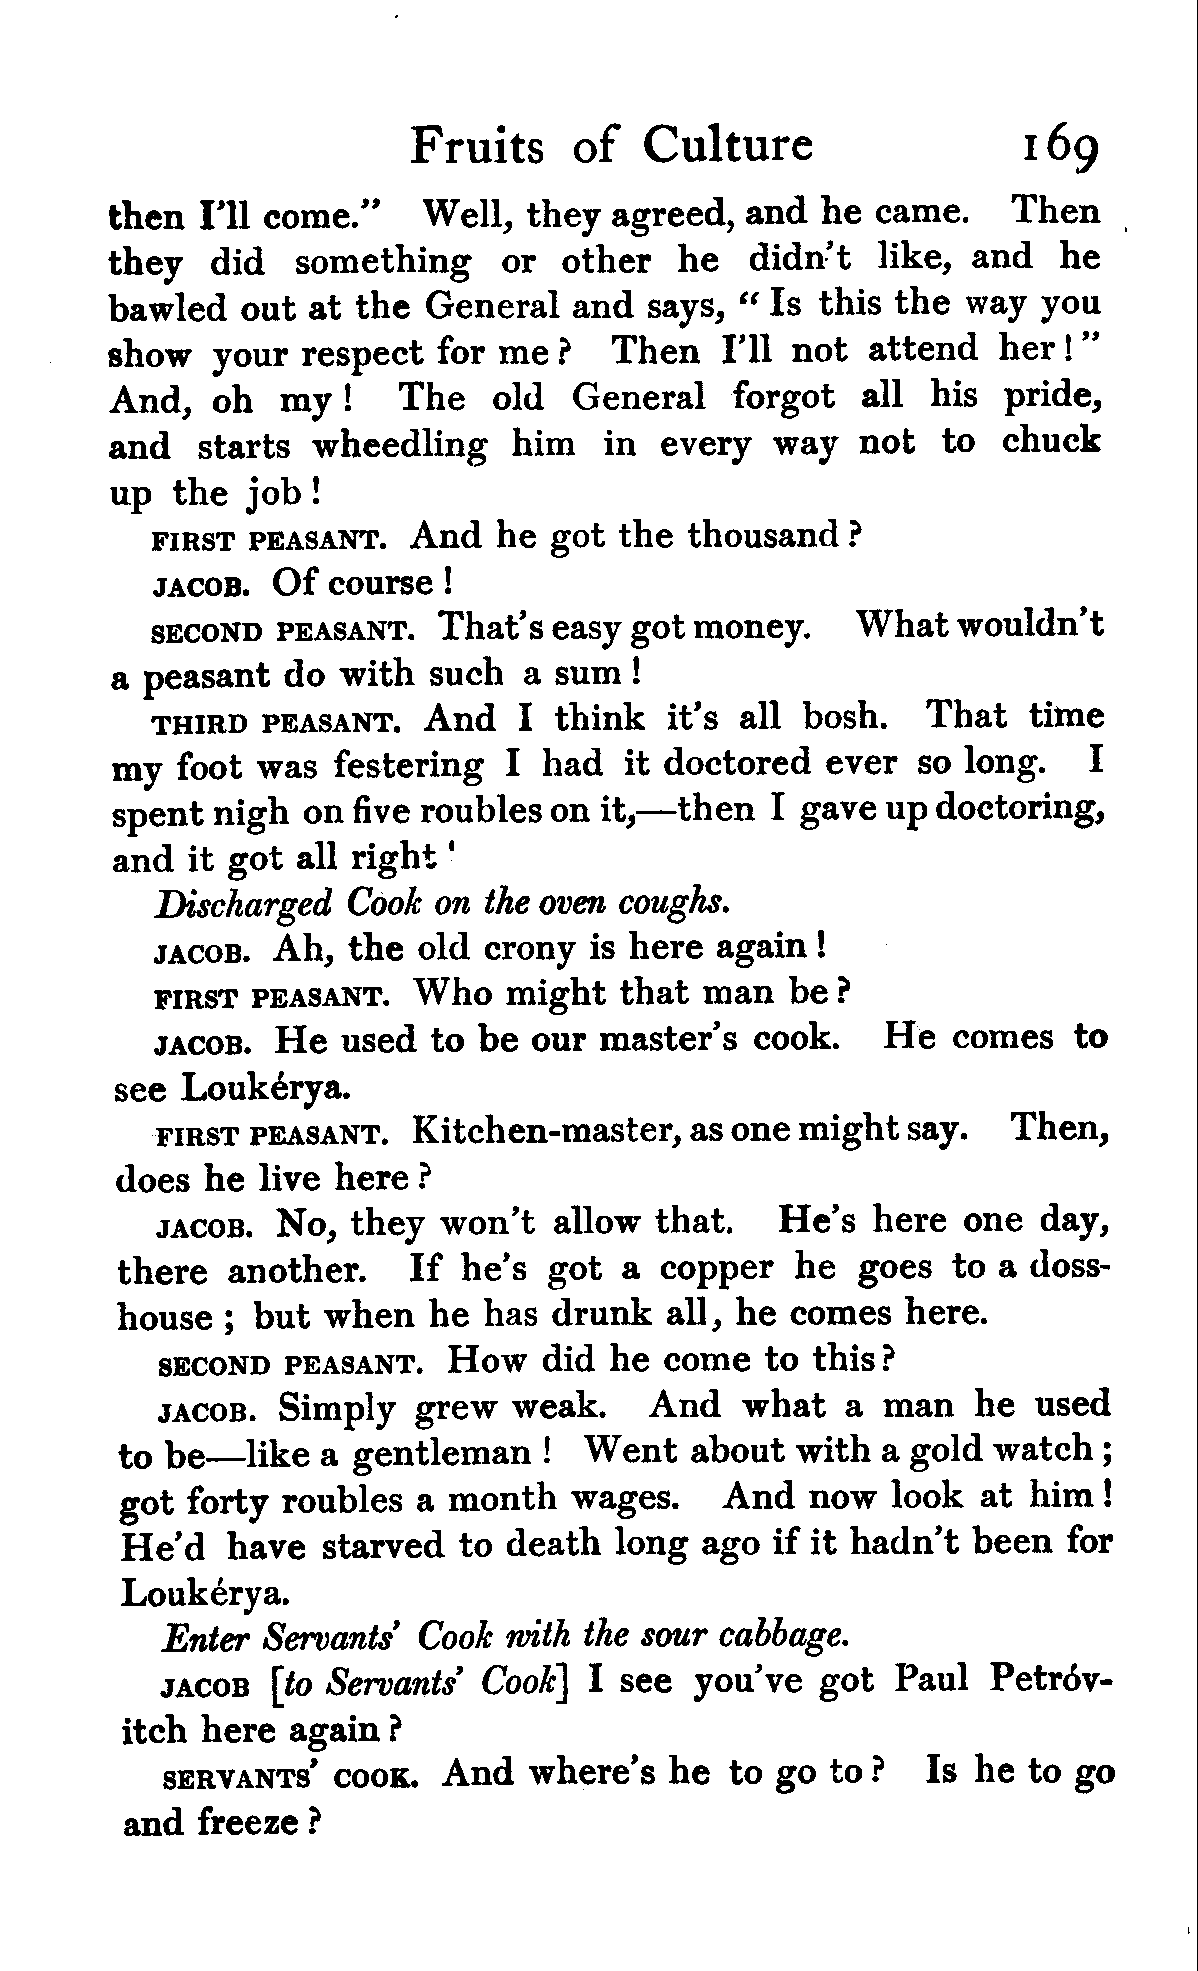 Fruits of Culture 169
then I'll come." Well, they agreed, and he came. Then
they did something or other he didn't like, and he
bawled out at the General and says, "Is this the way you
show your respect for me? Then I'll not attend her!"
And, oh my! The old General forgot all his pride,
and starts wheedling him in every way not to chuck
up the job!
FIRST PEASANT. And he got the thousand?
JACOB. Of course!
SECOND PEASANT. That's easy got money. What wouldn't
a peasant do with such a sum!
THIRD PEASANT. And I think it's all bosh. That time
my foot was festering I had it doctored ever so long. I
spent nigh on five roubles on it,—then I gave up doctoring,
and it got all right'
Discharged Cook on the oven coughs.
JACOB. Ah, the old crony is here again!
FIRST PEASANT. Who might that man be?
JACOB. He used to be our master's cook. He comes to
see Loukérya.
FIRST PEASANT. Kitchen-master, as one might say. Then,
does he live here?
JACOB. No, they won't allow that. He's here one day,
there another. If he's got a copper he goes to a doss-
house; but when he has drunk all, he comes here.
SECOND PEASANT. How did he come to this?
JACOB. Simply grew weak. And what a man he used
to be—like a gentleman! Went about with a gold watch;
got forty roubles a month wages. And now look at him!
He'd have starved to death long ago if it hadn't been for
Loukérya.
Enter Servants' Cook with the sour cabbage.
JACOB [to Servants' Cook] I see you've got Paul Petróv-
itch here again?
SERVANTS' COOK. And where's he to go to? Is he to go
and freeze?